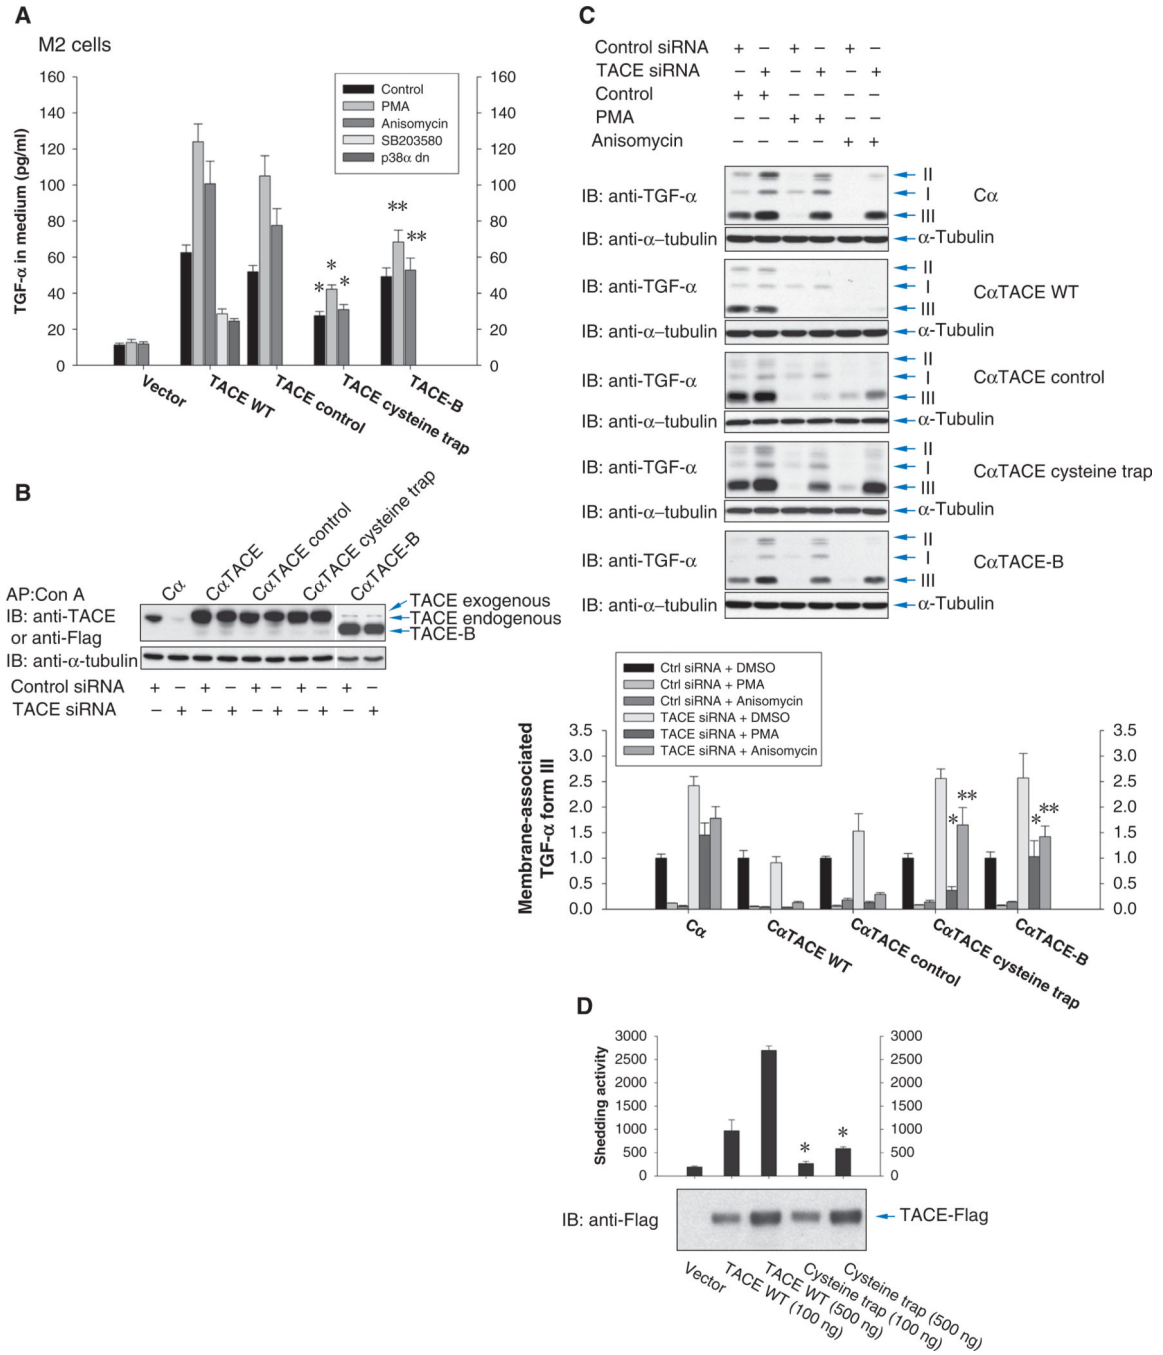 A
M2 cells
160 160
140 140
120 120
100 100
80 80
60 60
40 40
20 20
0 0
TGF-α in medium (pg/ml)
Control
PMA
Anisomycin
SB203580
p38α dn
* * * ** **
Vector
TACE WT
TACE control
TACE cysteine trap
TACE-B
B
Cα
CαTACE
CαTACE control
CαTACE cysteine trap
CαTACE-B
AP:Con A
IB: anti-TACE
or anti-Flag
TACE exogenous
TACE endogenous
TACE-B
IB: anti-α-tubulin
Control siRNA + − + − + − + − + −
TACE siRNA − + − + − + − + − +
C
Control siRNA + − + − + −
TACE siRNA − + − + − +
Control + + − − − −
PMA − − + + − −
Anisomycin − − − − + +
II
IB: anti-TGF-α I Cα
III
IB: anti-α−tubulin α-Tubulin
II
IB: anti-TGF-α I CαTACE WT
III
IB: anti-α−tubulin α-Tubulin
II
IB: anti-TGF-α I CαTACE control
III
IB: anti-α−tubulin α-Tubulin
II
IB: anti-TGF-α I CαTACE cysteine trap
III
IB: anti-α−tubulin α-Tubulin
II
IB: anti-TGF-α I CαTACE-B
III
IB: anti-α−tubulin α-Tubulin
Ctrl siRNA + DMSO
Ctrl siRNA + PMA
Ctrl siRNA + Anisomycin
TACE siRNA + DMSO
TACE siRNA + PMA
TACE siRNA + Anisomycin
Membrane-associated
TGF-α form III
3.5 3.5
3.0 3.0
2.5 2.5
2.0 2.0
1.5 1.5
1.0 1.0
0.5 0.5
0.0 0.0
* ** * **
Cα
CαTACE WT
CαTACE control
CαTACE cysteine trap
CαTACE-B
D
Shedding activity
3000 3000
2500 2500
2000 2000
1500 1500
1000 1000
500 500
0 0
* *
IB: anti-Flag TACE-Flag
Vector
TACE WT (100 ng)
TACE WT (500 ng)
Cysteine trap (100 ng)
Cysteine trap (500 ng)